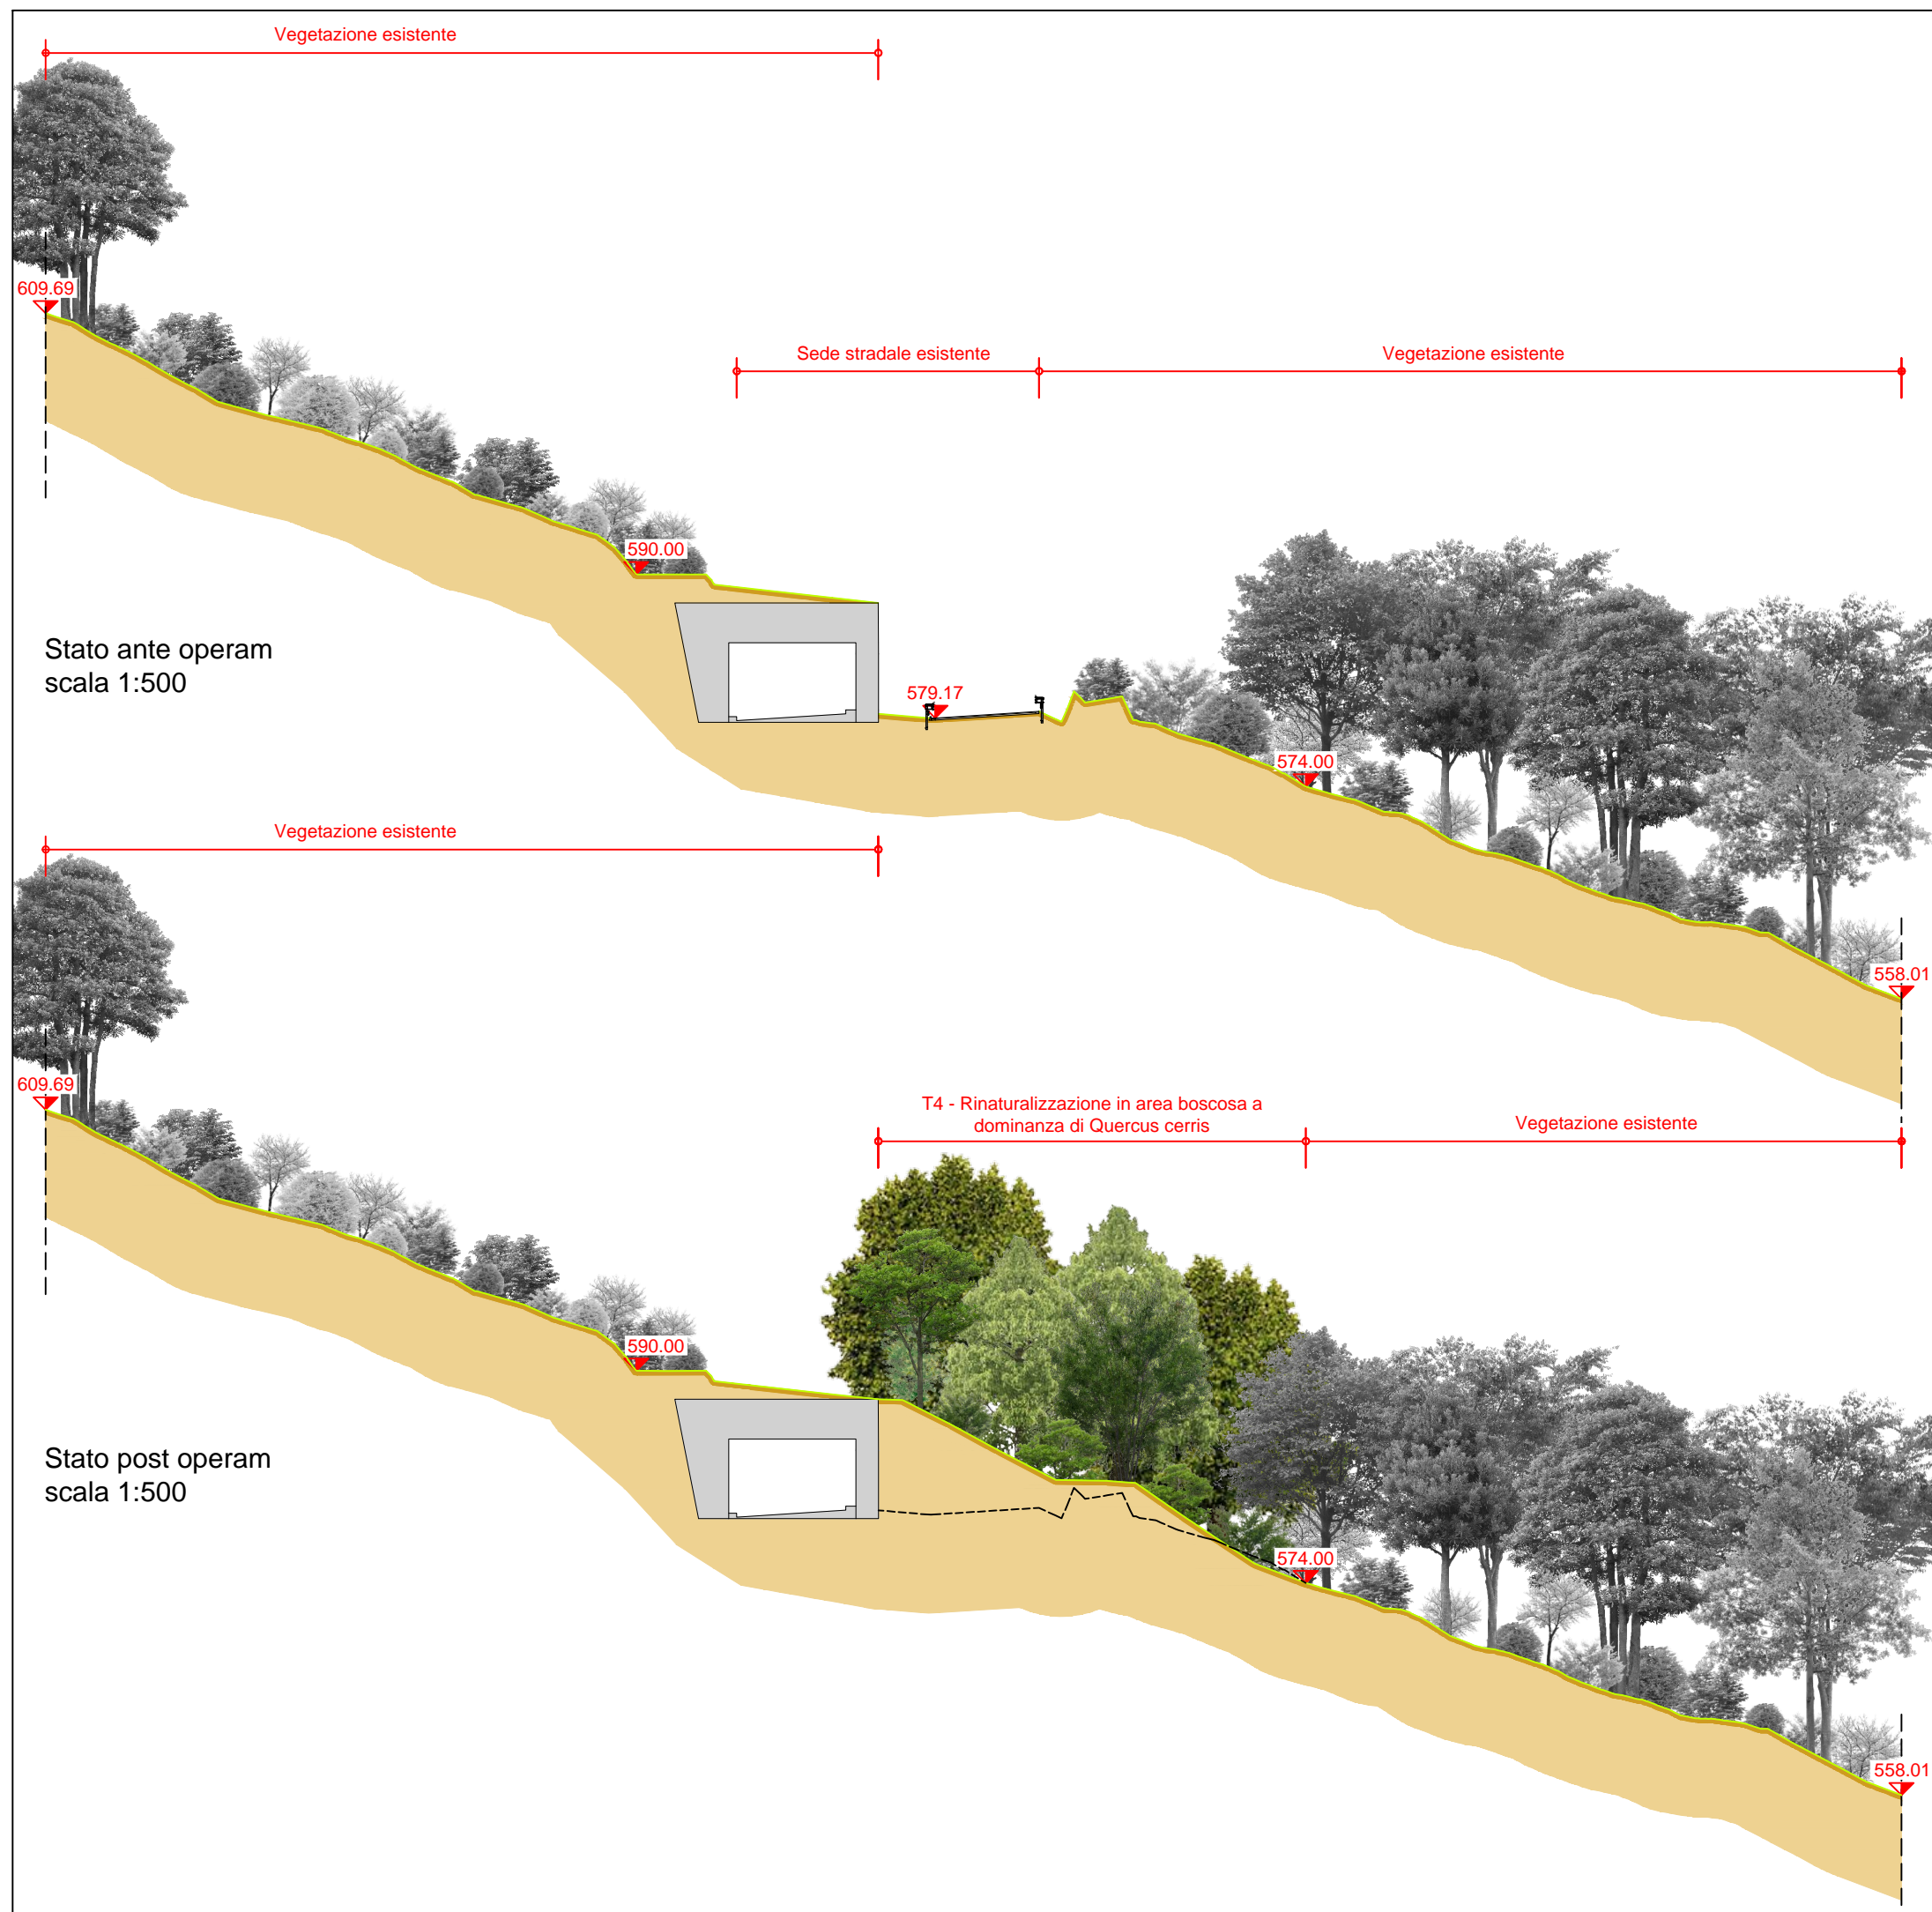 Vegetazione esistente
609.69
Sede stradale esistente
Vegetazione esistente
590.00
Stato ante operam
scala 1:500
579.17
574.00
558.01
Vegetazione esistente
609.69
T4 - Rinaturalizzazione in area boscosa a
dominanza di Quercus cerris
Vegetazione esistente
590.00
Stato post operam
scala 1:500
574.00
558.01